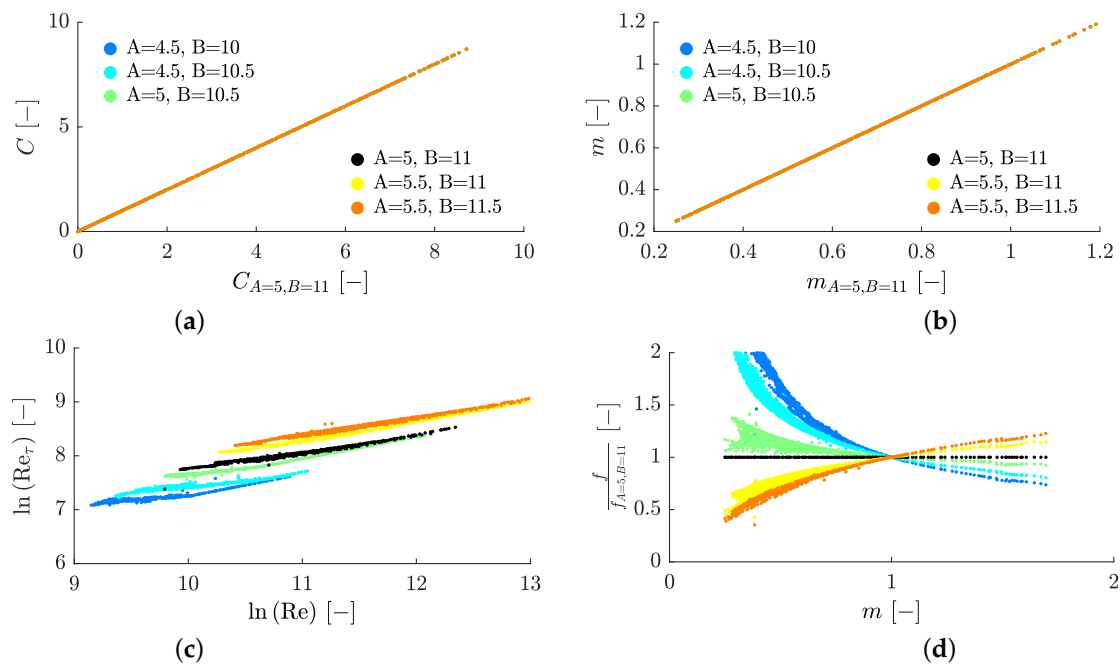 10
5
0
C [−]
A=4.5, B=10
A=4.5, B=10.5
A=5, B=10.5
A=5, B=11
A=5.5, B=11
A=5.5, B=11.5
0 2 4 6 8 10
C_{A=5,B=11} [−]
(a)
1.2
1
0.8
0.6
0.4
0.2
m [−]
A=4.5, B=10
A=4.5, B=10.5
A=5, B=10.5
A=5, B=11
A=5.5, B=11
A=5.5, B=11.5
0.2 0.4 0.6 0.8 1 1.2
m_{A=5,B=11} [−]
(b)
10
9
8
7
6
ln (Re_τ) [−]
9 10 11 12 13
ln (Re) [−]
(c)
2
1.5
1
0.5
0
f / f_{A=5,B=11} [−]
0 1 2
m [−]
(d)